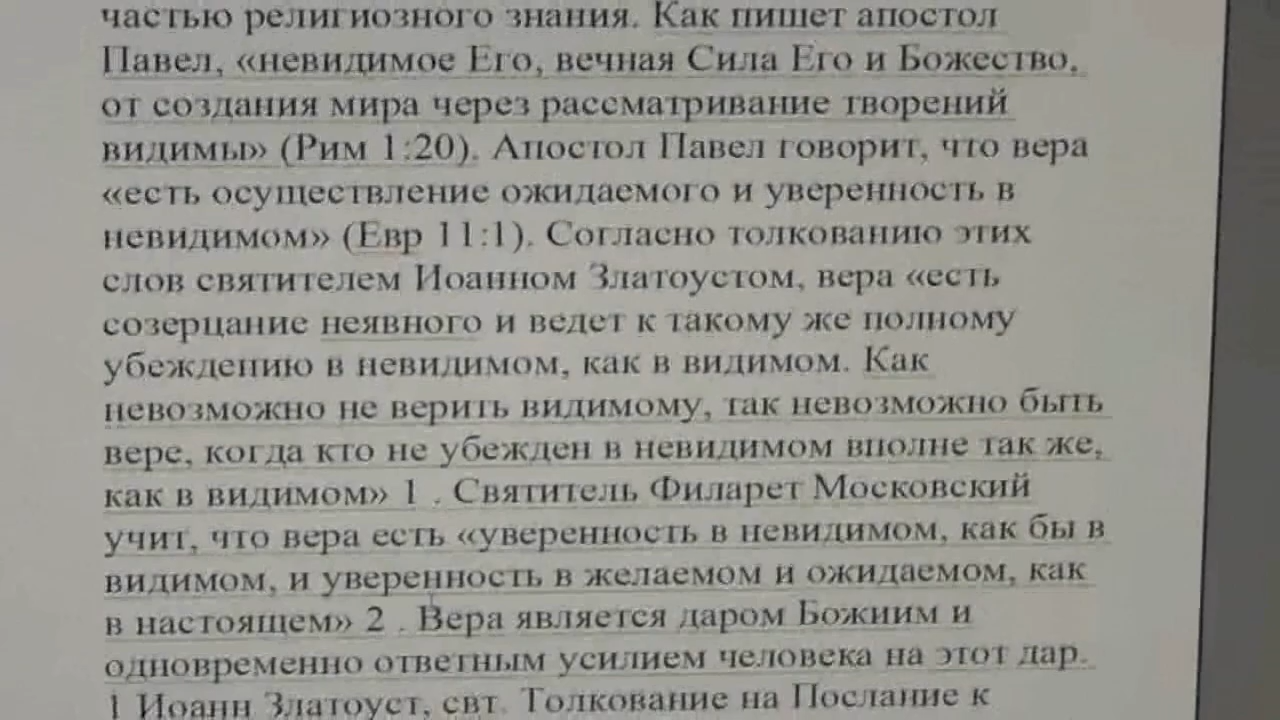 частью религиозного знания. Как пишет апостол
Павел, «невидимое Его, вечная Сила Его и Божество,
от создания мира через рассматривание творений
видимы» (Рим 1:20). Апостол Павел говорит, что вера
«есть осуществление ожидаемого и уверенность в
невидимом» (Евр 11:1). Согласно толкованию этих
слов святителем Иоанном Златоустом, вера «есть
созерцание неявного и ведет к такому же полному
убеждению в невидимом, как в видимом. Как
невозможно не верить видимому, так невозможно быть
вере, когда кто не убежден в невидимом вполне так же,
как в видимом» 1 . Святитель Филарет Московский
учит, что вера есть «уверенность в невидимом, как бы в
видимом, и уверенность в желаемом и ожидаемом, как
в настоящем» 2 . Вера является даром Божиим и
одновременно ответным усилием человека на этот дар.
1 Иоанн Златоуст, свт. Толкование на Послание к